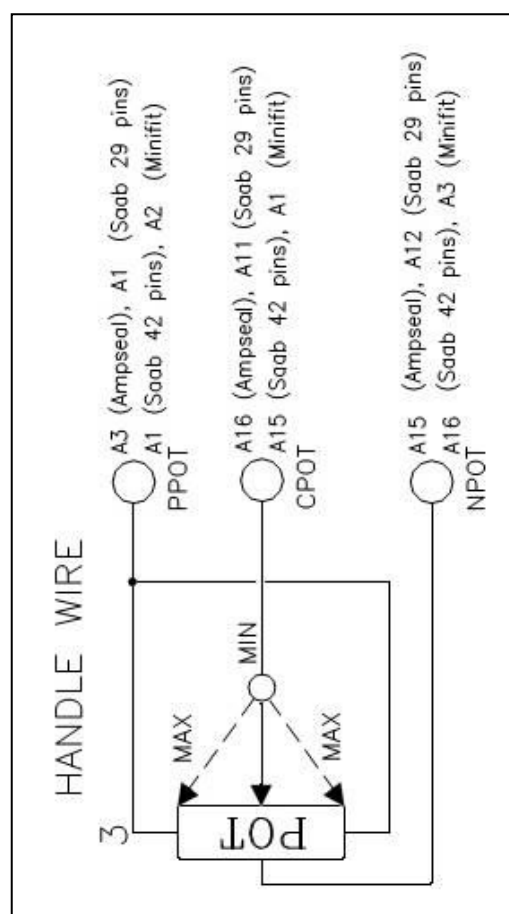 HANDLE WIRE
3
POT
MAX
MIN
MAX
A3 (Ampseal), A1 (Saab 29 pins)
A1 (Saab 42 pins), A2 (Minifit)
PPOT
A16 (Ampseal), A11 (Saab 29 pins)
A15 (Saab 42 pins), A1 (Minifit)
CPOT
A15 (Ampseal), A12 (Saab 29 pins)
A16 (Saab 42 pins), A3 (Minifit)
NPOT